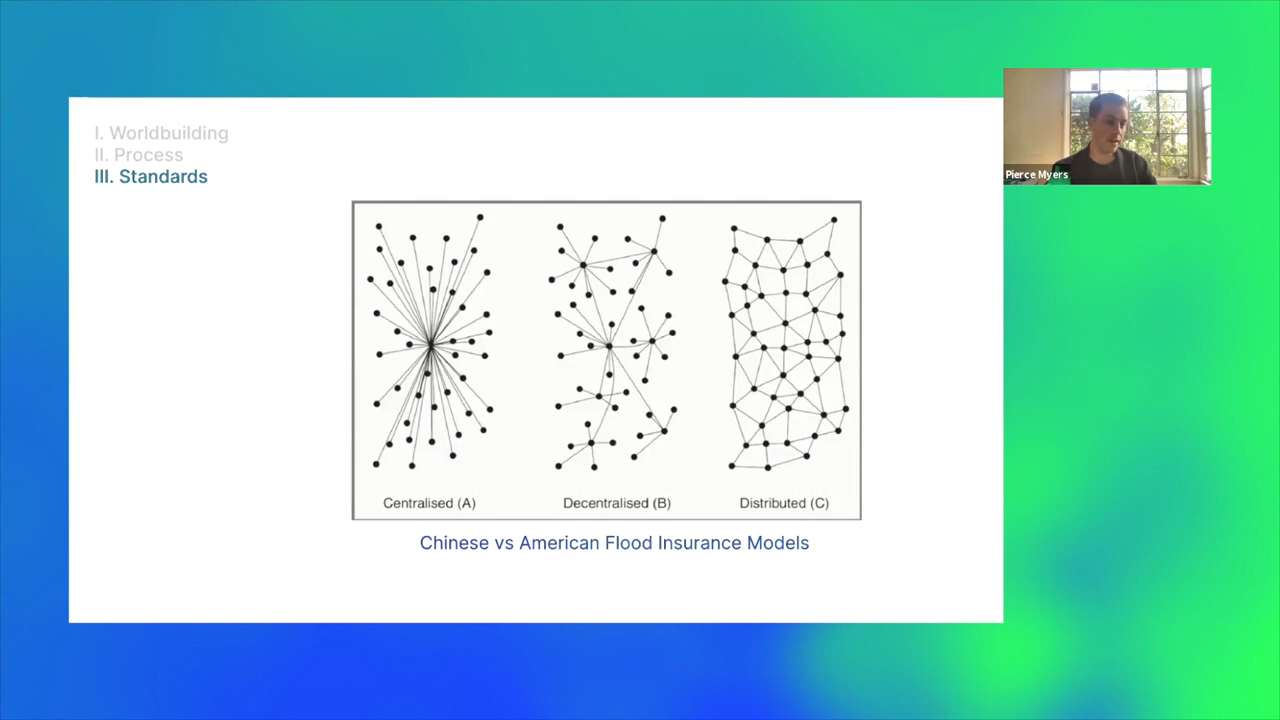 I. Worldbuilding
II. Process
III. Standards
Pierce Myers
Centralised (A)
Decentralised (B)
Distributed (C)
Chinese vs American Flood Insurance Models